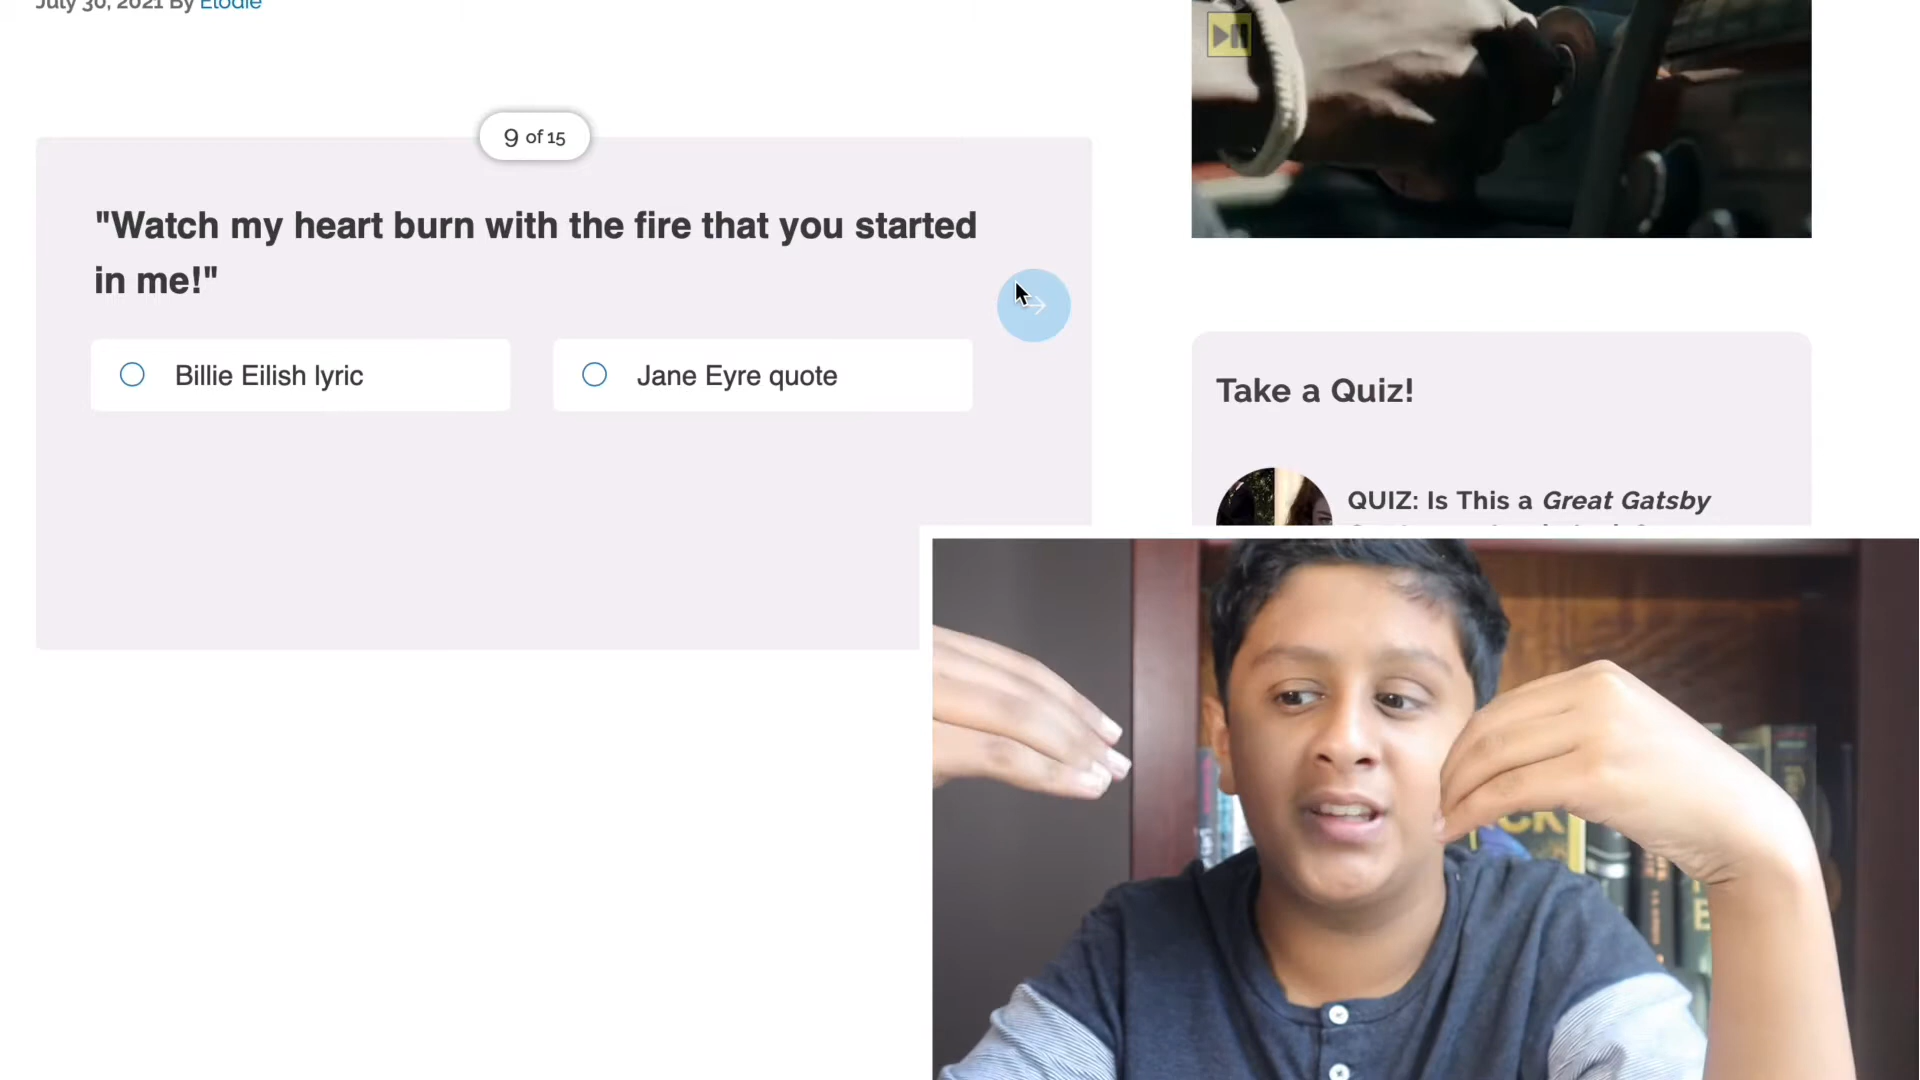 July 30, 2021 By Elodie
9 of 15
"Watch my heart burn with the fire that you started
in me!"
Billie Eilish lyric
Jane Eyre quote
Take a Quiz!
QUIZ: Is This a Great Gatsby